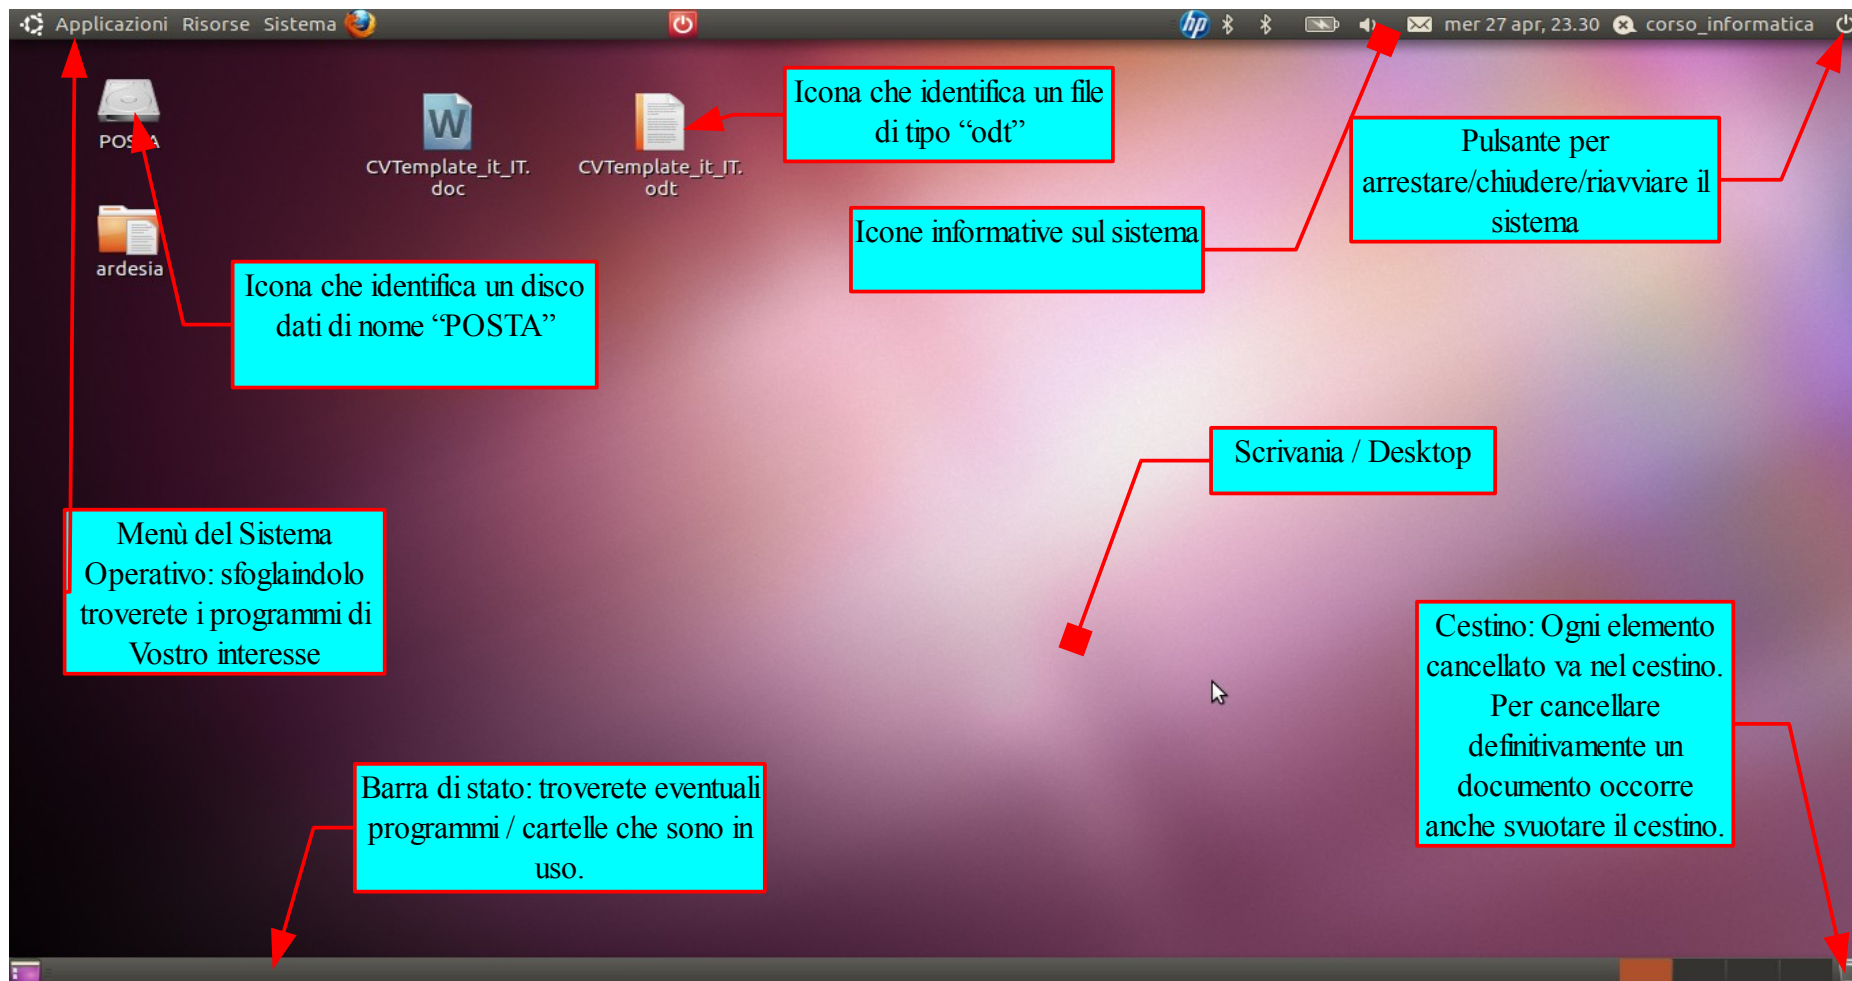 Applicazioni Risorse Sistema
hp
mer 27 apr, 23.30 corso_informatica
POSTA
W
CVTemplate_it_IT.
doc
CVTemplate_it_IT.
odt
Icona che identifica un file
di tipo “odt”
Pulsante per
arrestare/chiudere/riavviare il
sistema
Icone informative sul sistema
ardesia
Icona che identifica un disco
dati di nome “POSTA”
Scrivania / Desktop
Menù del Sistema
Operativo: sfoglaindolo
troverete i programmi di
Vostro interesse
Cestino: Ogni elemento
cancellato va nel cestino.
Per cancellare
definitivamente un
documento occorre
anche svuotare il cestino.
Barra di stato: troverete eventuali
programmi / cartelle che sono in
uso.